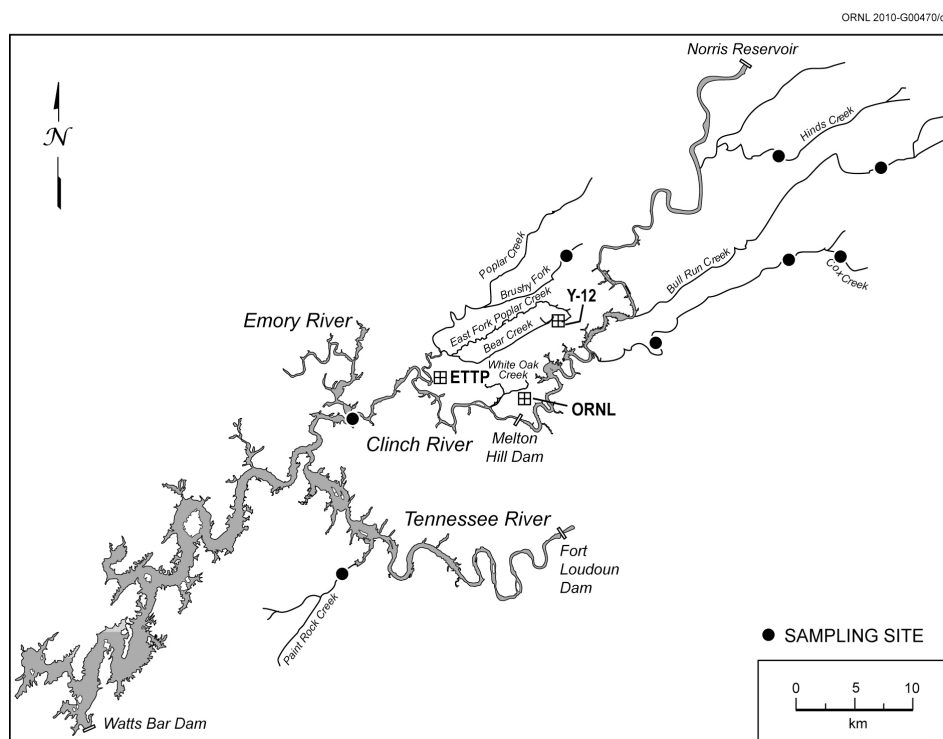 ORNL 2010-G00470/c
Norris Reservoir
N
Hinds Creek
Poplar Creek
Brushy Fork
Bull Run Creek
Cox Creek
East Fork Poplar Creek
Y-12
Bear Creek
Emory River
White Oak
Creek
ETTP
ORNL
Clinch River
Melton
Hill Dam
Tennessee River
Fort
Loudoun
Dam
Paint Rock Creek
SAMPLING SITE
0 5 10
km
Watts Bar Dam